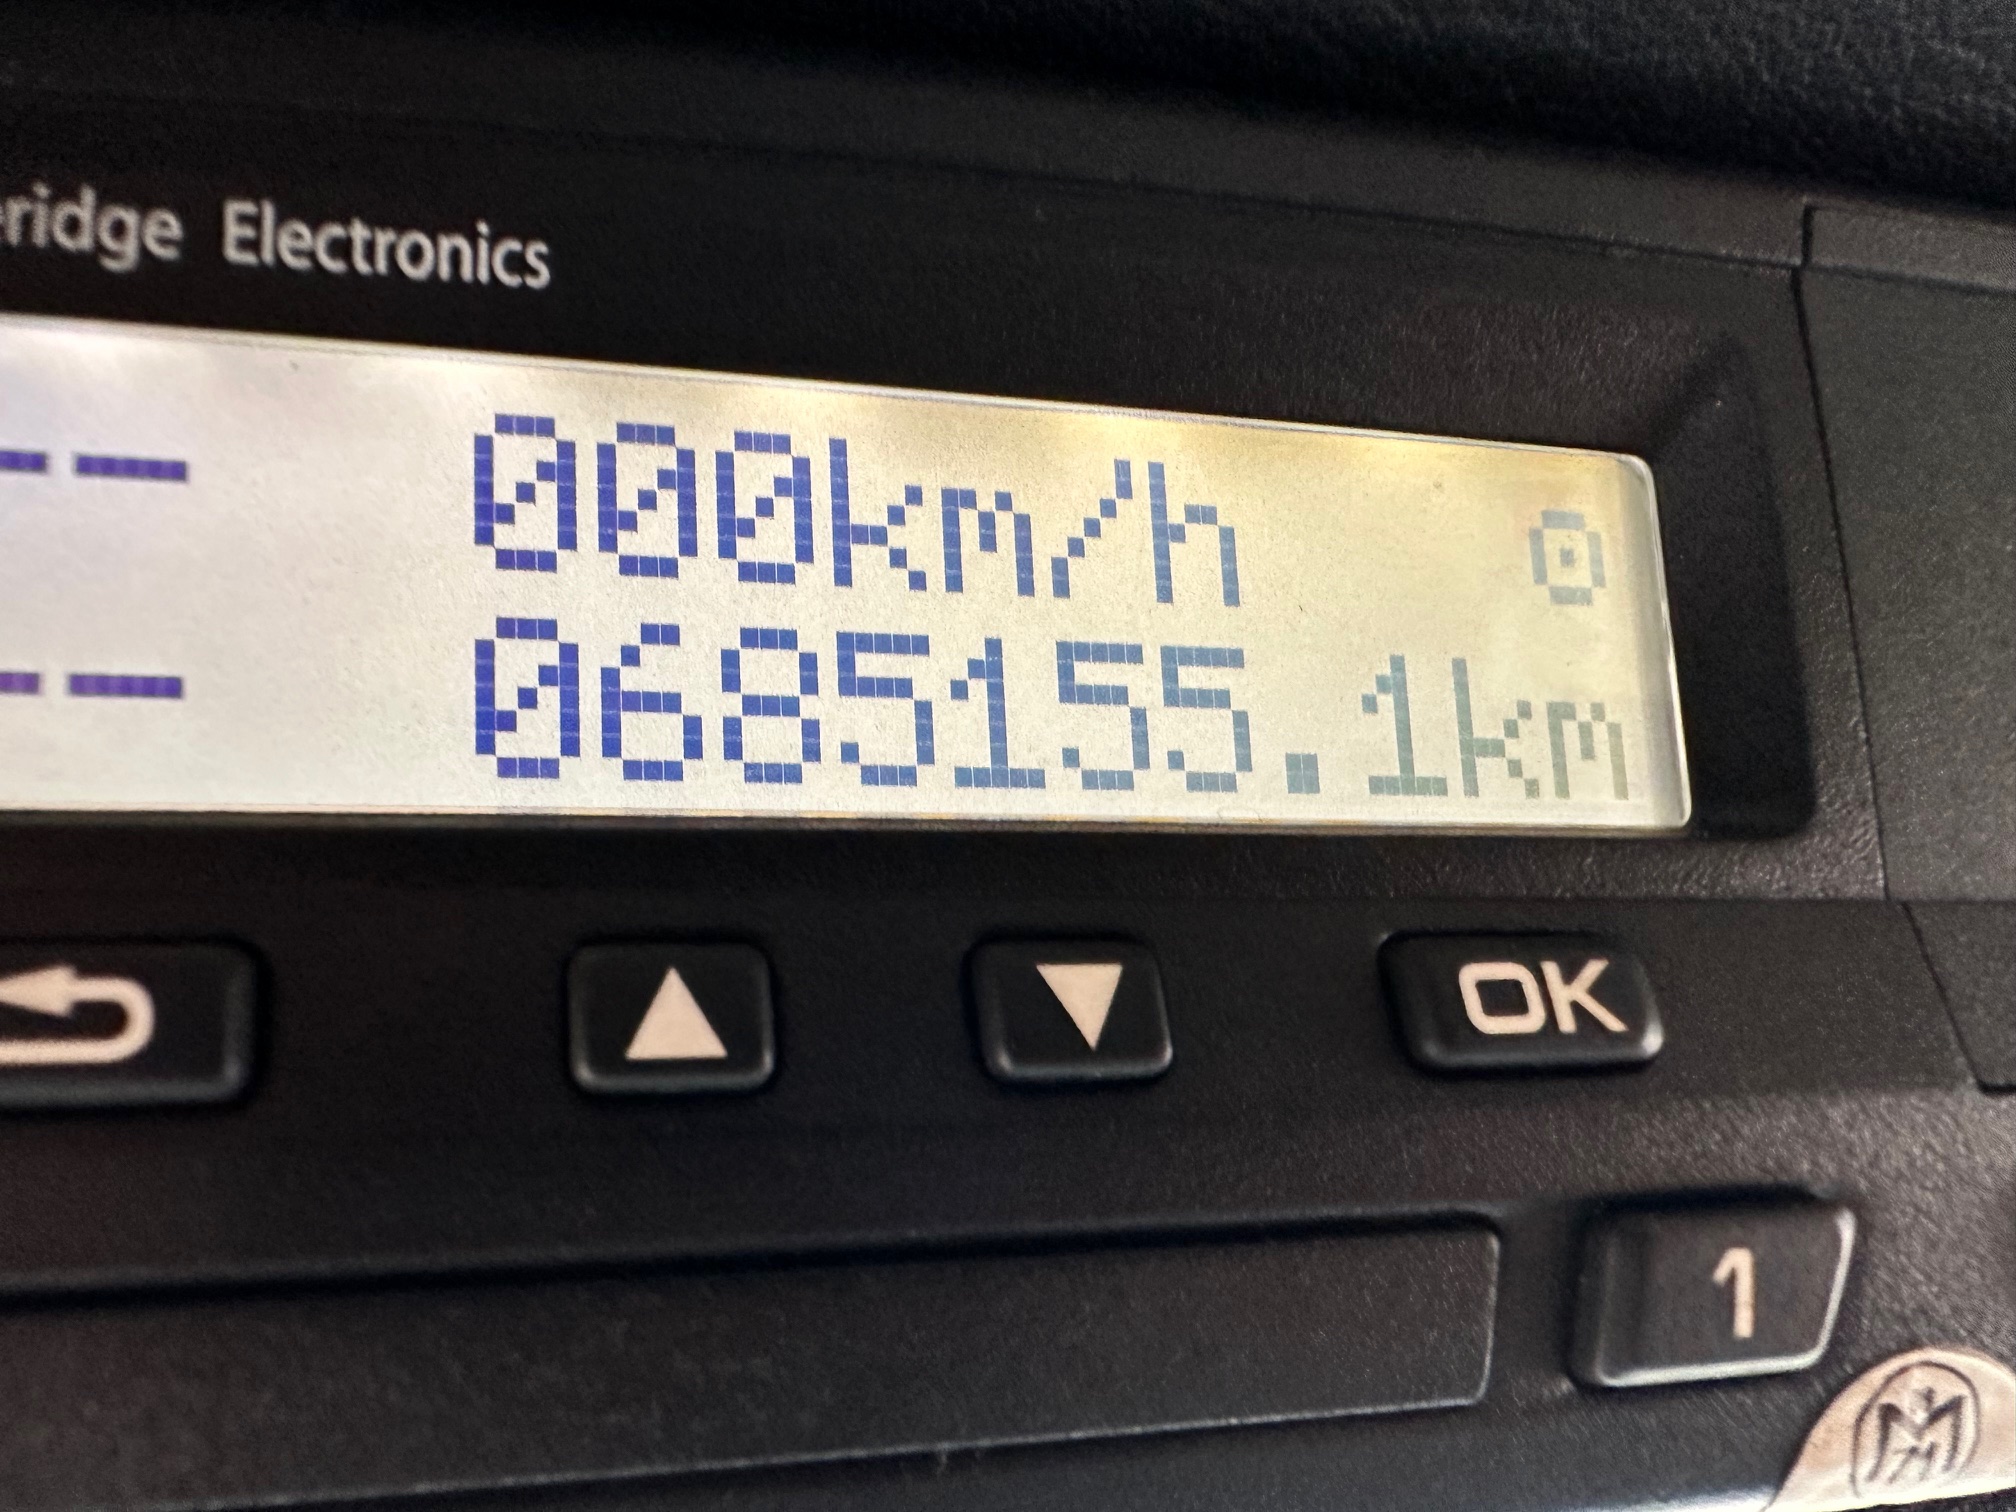 eridge Electronics
-- 000km/h o
-- 0685155.1km
OK
1